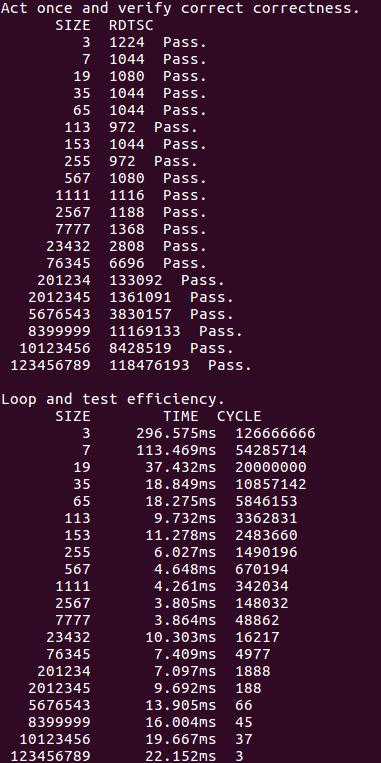 Act once and verify correct correctness.
SIZE RDTSC
3 1224 Pass.
7 1044 Pass.
19 1080 Pass.
35 1044 Pass.
65 1044 Pass.
113 972 Pass.
153 1044 Pass.
255 972 Pass.
567 1080 Pass.
1111 1116 Pass.
2567 1188 Pass.
7777 1368 Pass.
23432 2808 Pass.
76345 6696 Pass.
201234 133092 Pass.
2012345 1361091 Pass.
5676543 3830157 Pass.
8399999 11169133 Pass.
10123456 8428519 Pass.
123456789 118476193 Pass.

Loop and test efficiency.
SIZE TIME CYCLE
3 296.575ms 126666666
7 113.469ms 54285714
19 37.432ms 20000000
35 18.849ms 10857142
65 18.275ms 5846153
113 9.732ms 3362831
153 11.278ms 2483660
255 6.027ms 1490196
567 4.648ms 670194
1111 4.261ms 342034
2567 3.805ms 148032
7777 3.864ms 48862
23432 10.303ms 16217
76345 7.409ms 4977
201234 7.097ms 1888
2012345 9.692ms 188
5676543 13.905ms 66
8399999 16.004ms 45
10123456 19.667ms 37
123456789 22.152ms 3